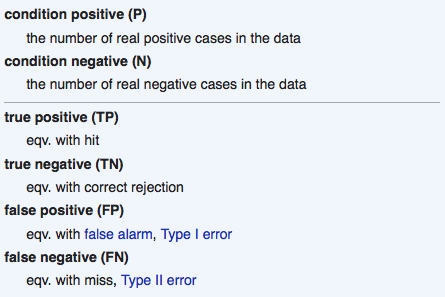 condition positive (P)
the number of real positive cases in the data
condition negative (N)
the number of real negative cases in the data
true positive (TP)
eqv. with hit
true negative (TN)
eqv. with correct rejection
false positive (FP)
eqv. with false alarm, Type I error
false negative (FN)
eqv. with miss, Type II error